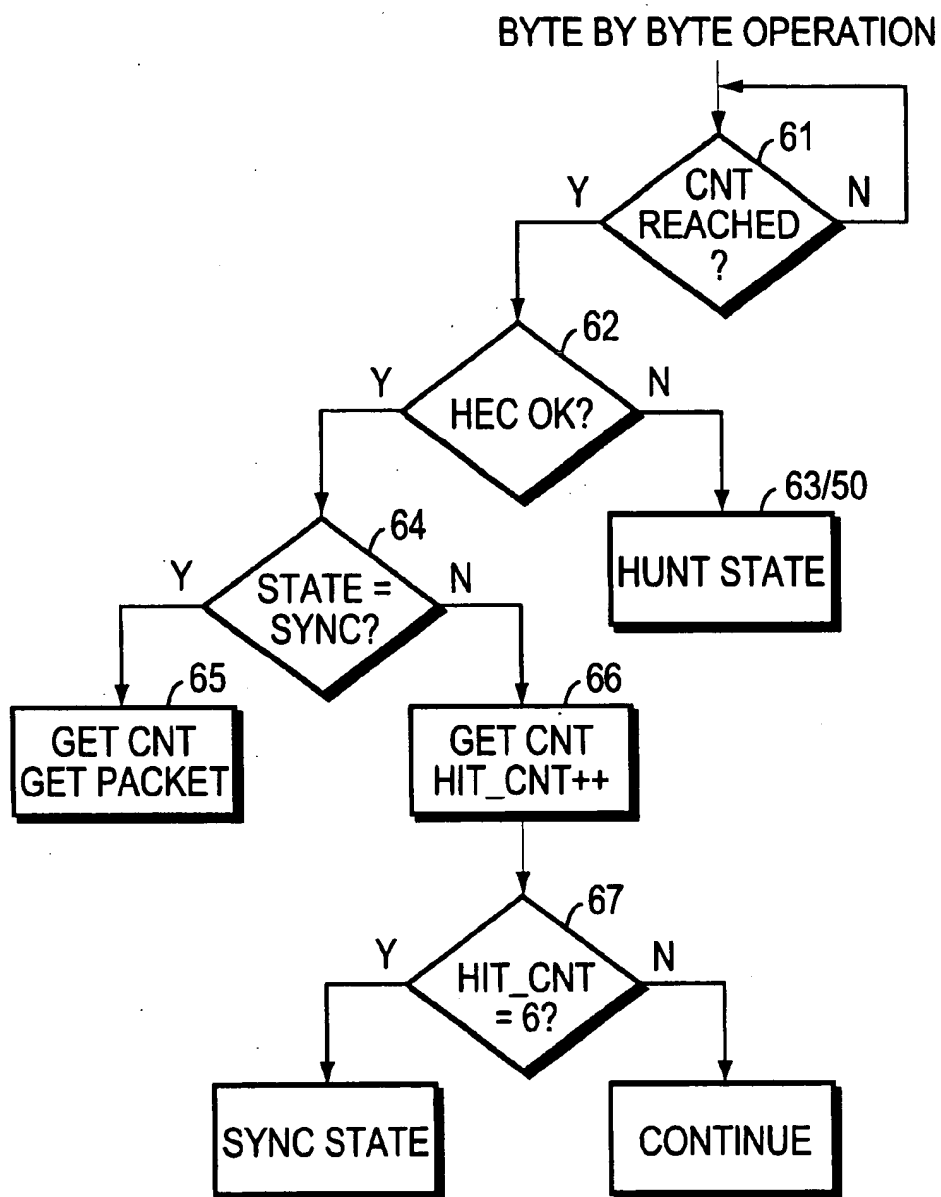 BYTE BY BYTE OPERATION
61
Y
CNT
REACHED
?
N
62
Y
HEC OK?
N
63/50
HUNT STATE
64
Y
STATE =
SYNC?
N
65
GET CNT
GET PACKET
66
GET CNT
HIT_CNT++
67
Y
HIT_CNT
= 6?
N
SYNC STATE
CONTINUE